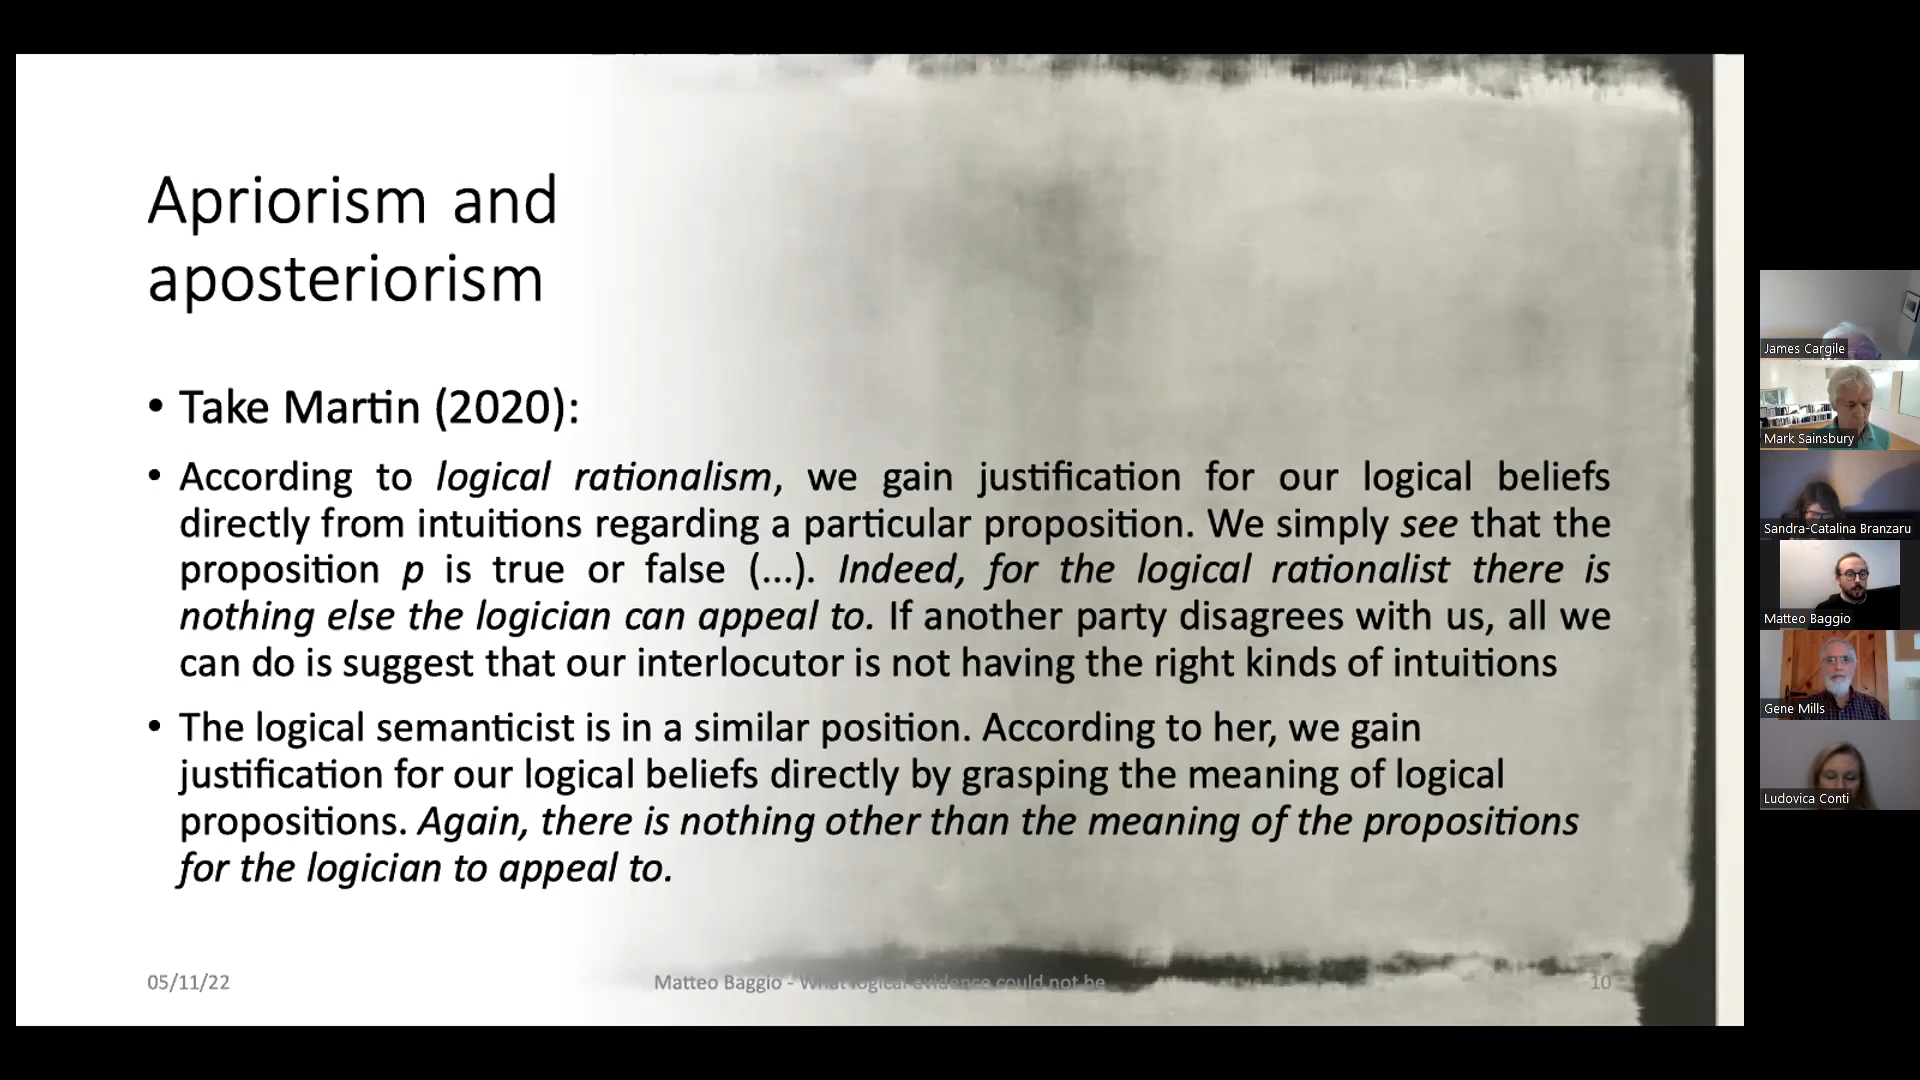 Apriorism and
aposteriorism
• Take Martin (2020):
• According to logical rationalism, we gain justification for our logical beliefs
directly from intuitions regarding a particular proposition. We simply see that the
proposition p is true or false (...). Indeed, for the logical rationalist there is
nothing else the logician can appeal to. If another party disagrees with us, all we
can do is suggest that our interlocutor is not having the right kinds of intuitions
• The logical semanticist is in a similar position. According to her, we gain
justification for our logical beliefs directly by grasping the meaning of logical
propositions. Again, there is nothing other than the meaning of the propositions
for the logician to appeal to.
05/11/22
Matteo Baggio - What logical evidence could not be
10
James Cargile
Mark Sainsbury
Sandra-Catalina Branzaru
Matteo Baggio
Gene Mills
Ludovica Conti